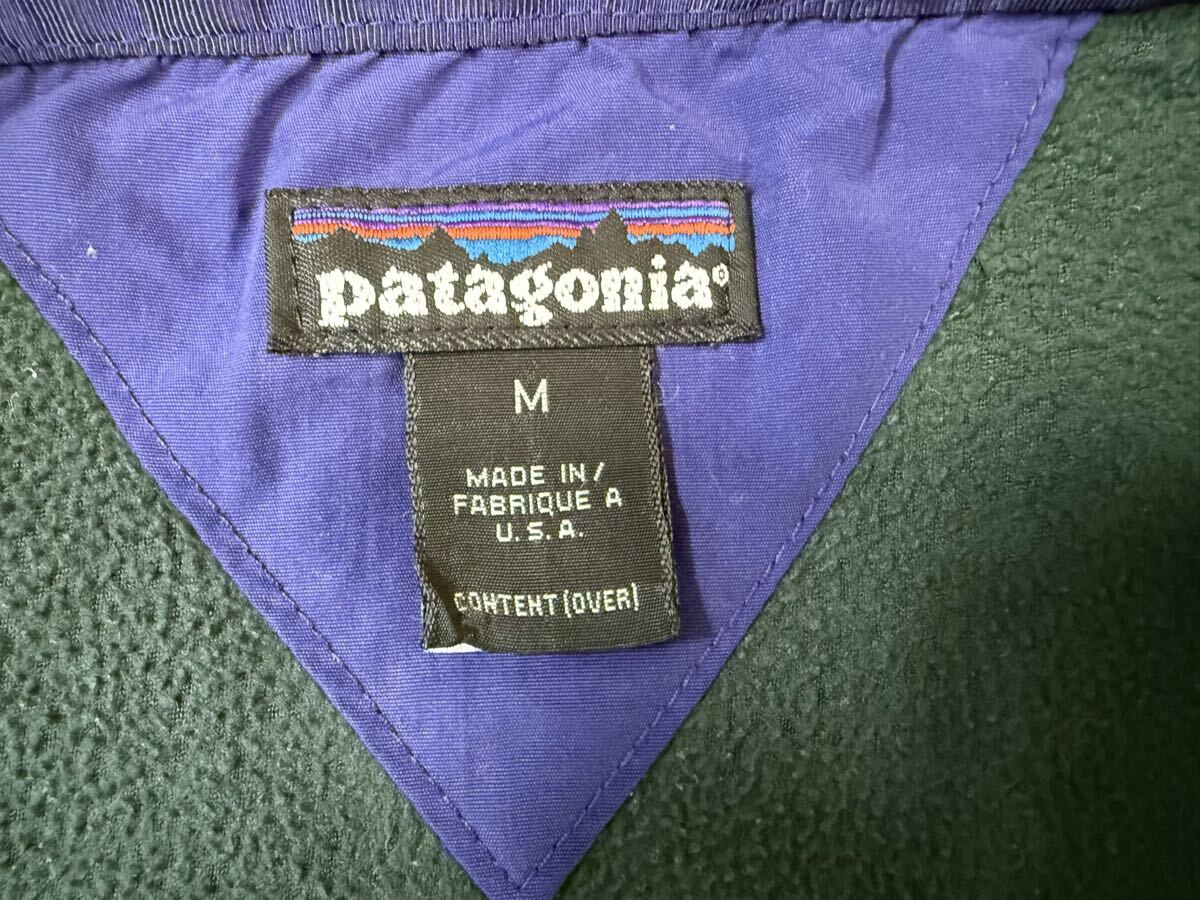 patagonia®
M
MADE IN/
FABRIQUE A
U.S.A.
CONTENT(OVER)